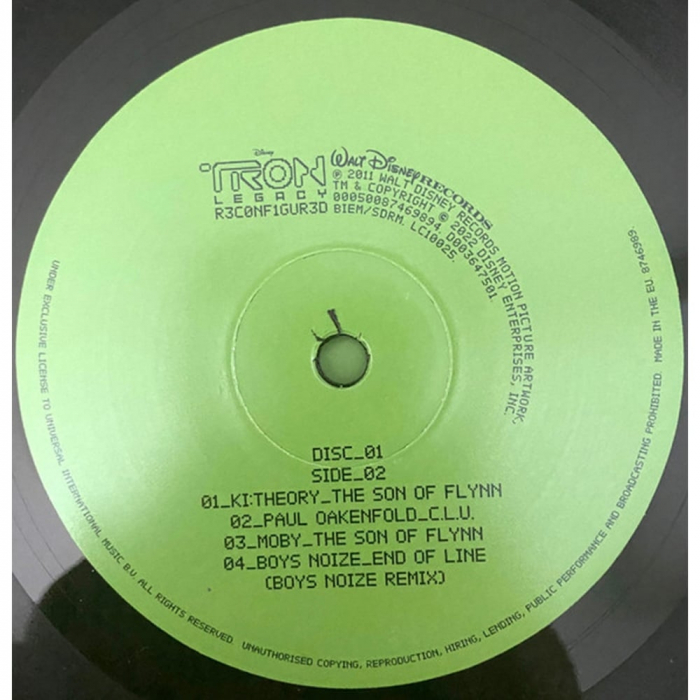 Disney
TRON
LEGACY
R3C0NF1GUR3D
WALT DISNEY RECORDS
℗ 2011 WALT DISNEY RECORDS MOTION PICTURE ARTWORK,
TM & COPYRIGHT © 2022 DISNEY ENTERPRISES, INC.
00050087469894. D003647501
BIEM/SDRM. LC10025.
DISC_01
SIDE_02
01_KI:THEORY_THE SON OF FLYNN
02_PAUL OAKENFOLD_C.L.U.
03_MOBY_THE SON OF FLYNN
04_BOYS NOIZE_END OF LINE
(BOYS NOIZE REMIX)
UNDER EXCLUSIVE LICENSE TO UNIVERSAL INTERNATIONAL MUSIC B.V. ALL RIGHTS RESERVED UNAUTHORISED COPYING, REPRODUCTION, HIRING, LENDING, PUBLIC PERFORMANCE AND BROADCASTING PROHIBITED. MADE IN THE EU 8746989.